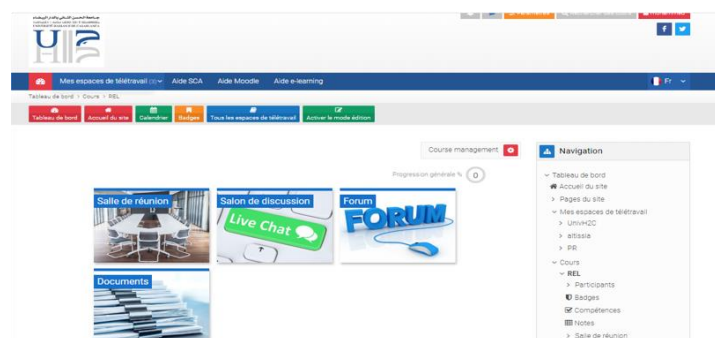 Mes espaces de télétravail (3)
Aide SCA
Aide Moodle
Aide e-learning
Fr
Tableau de bord > Cours > REL
Tableau de bord
Accueil du site
Calendrier
Badges
Tous les espaces de télétravail
Activer le mode édition
Course management
Progression générale %
0
Salle de réunion
Salon de discussion
Live Chat
?
Forum
FORUM
Documents
Navigation
Tableau de bord
Accueil du site
> Pages du site
Mes espaces de télétravail
> UnivH2C
> altissia
> PR
Cours
REL
> Participants
Badges
Compétences
Notes
> Salle de réunion